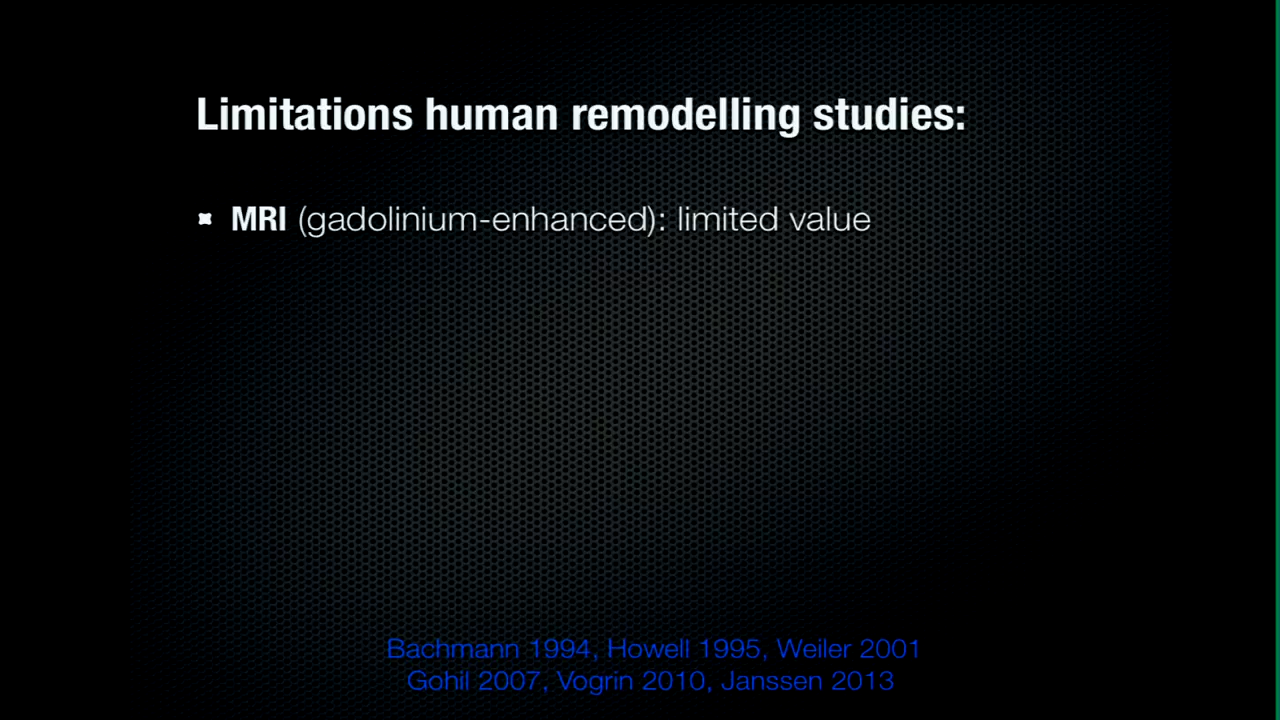 Limitations human remodelling studies:
MRI (gadolinium-enhanced): limited value
Bachmann 1994, Howell 1995, Weiler 2001
Gohil 2007, Vogrin 2010, Janssen 2013